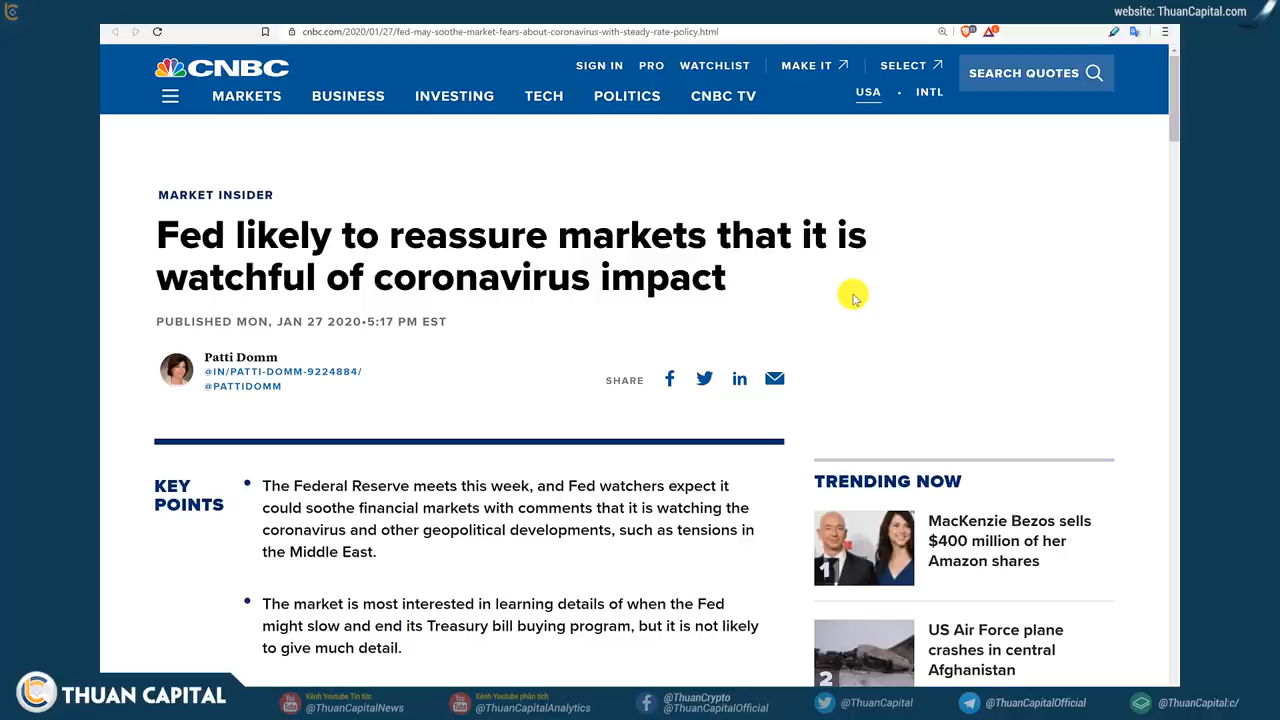 website: ThuanCapital.com
cnbc.com/2020/01/27/fed-may-soothe-market-fears-about-coronavirus-with-steady-rate-policy.html
CNBC
SIGN IN PRO WATCHLIST MAKE IT SELECT
SEARCH QUOTES
USA • INTL
MARKETS BUSINESS INVESTING TECH POLITICS CNBC TV
MARKET INSIDER
Fed likely to reassure markets that it is
watchful of coronavirus impact
PUBLISHED MON, JAN 27 2020•5:17 PM EST
Patti Domm
@IN/PATTI-DOMM-9224884/
@PATTIDOMM
SHARE
KEY
POINTS
• The Federal Reserve meets this week, and Fed watchers expect it
could soothe financial markets with comments that it is watching the
coronavirus and other geopolitical developments, such as tensions in
the Middle East.
• The market is most interested in learning details of when the Fed
might slow and end its Treasury bill buying program, but it is not likely
to give much detail.
TRENDING NOW
1
MacKenzie Bezos sells
$400 million of her
Amazon shares
2
US Air Force plane
crashes in central
Afghanistan
THUAN CAPITAL
Kênh Youtube Tin tức
@ThuanCapitalNews
Kênh Youtube phân tích
@ThuanCapitalAnalytics
@ThuanCrypto
@ThuanCapitalOfficial
@ThuanCapital
@ThuanCapitalOfficial
@ThuanCapital:c/